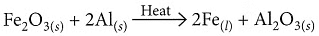 Fe₂O₃(s) + 2Al(s) —Heat→ 2Fe(l) + Al₂O₃(s)